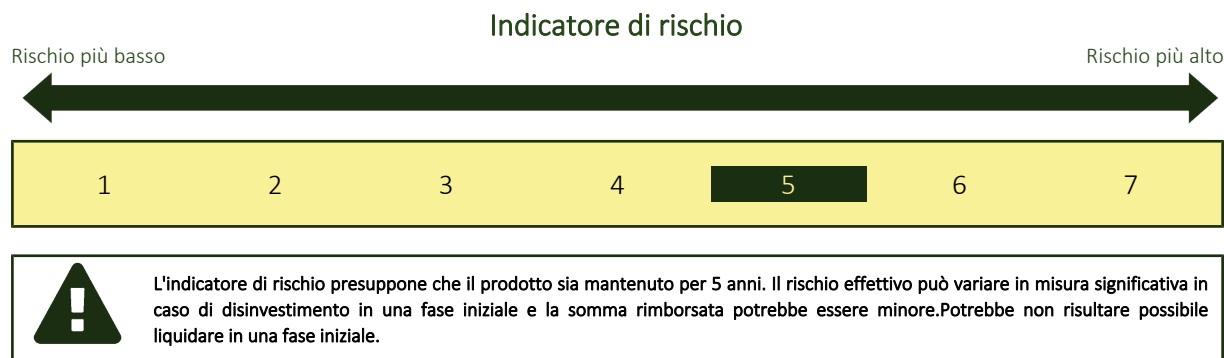 Indicatore di rischio
Rischio più basso
Rischio più alto
1 2 3 4 5 6 7
L'indicatore di rischio presuppone che il prodotto sia mantenuto per 5 anni. Il rischio effettivo può variare in misura significativa in
caso di disinvestimento in una fase iniziale e la somma rimborsata potrebbe essere minore.Potrebbe non risultare possibile
liquidare in una fase iniziale.